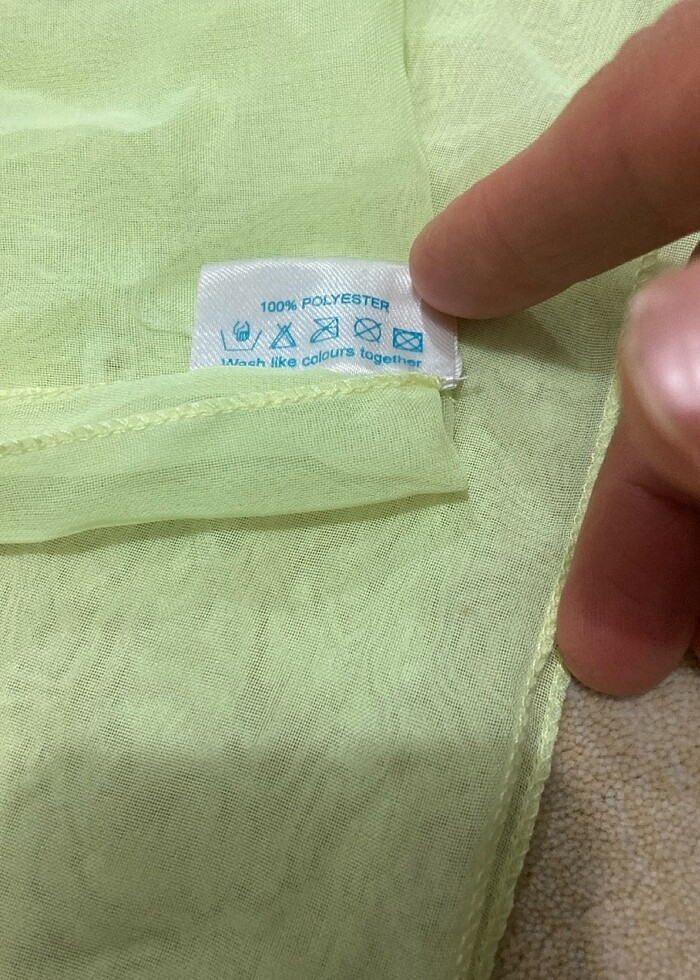 100% POLYESTER
Wash like colours together